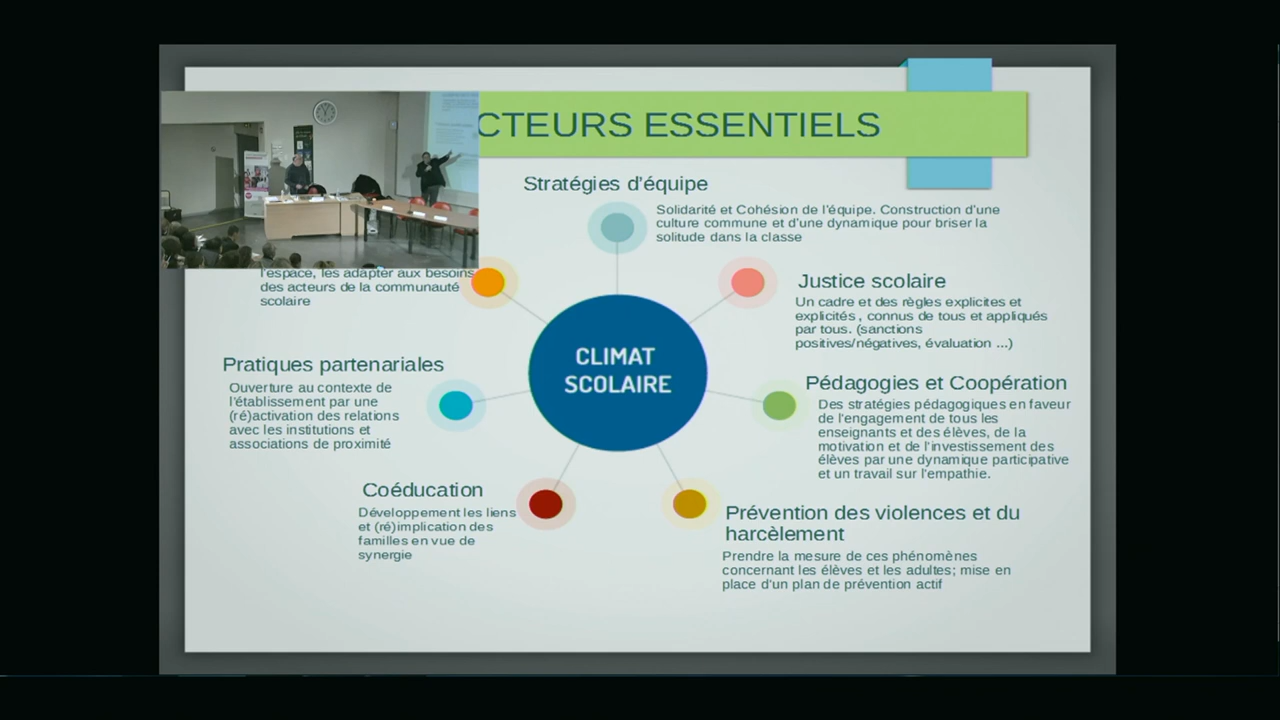 CTEURS ESSENTIELS
Stratégies d'équipe
Solidarité et Cohésion de l'équipe. Construction d'une
culture commune et d'une dynamique pour briser la
solitude dans la classe
l'espace, les adapter aux besoins
des acteurs de la communauté
scolaire
Justice scolaire
Un cadre et des règles explicites et
explicités , connus de tous et appliqués
par tous. (sanctions
positives/négatives, évaluation ...)
CLIMAT
SCOLAIRE
Pratiques partenariales
Ouverture au contexte de
l'établissement par une
(ré)activation des relations
avec les institutions et
associations de proximité
Pédagogies et Coopération
Des stratégies pédagogiques en faveur
de l'engagement de tous les
enseignants et des élèves, de la
motivation et de l'investissement des
élèves par une dynamique participative
et un travail sur l'empathie.
Coéducation
Développement les liens
et (ré)implication des
familles en vue de
synergie
Prévention des violences et du
harcèlement
Prendre la mesure de ces phénomènes
concernant les élèves et les adultes; mise en
place d'un plan de prévention actif